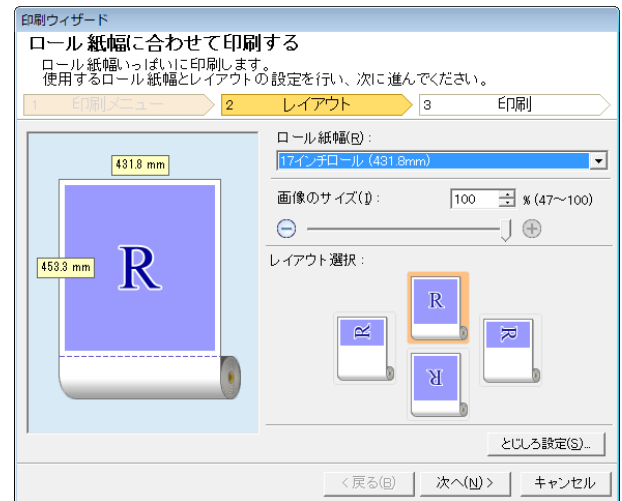 印刷ウィザード
ロール紙幅に合わせて印刷する
ロール紙幅いっぱいに印刷します。
使用するロール紙幅とレイアウトの設定を行い、次に進んでください。
1 印刷メニュー 2 レイアウト 3 印刷
ロール紙幅(R):
17インチロール (431.8mm)
431.8 mm
画像のサイズ(I): 100 % (47～100)
R
453.3 mm
レイアウト選択:
R
R
R
R
とじしろ設定(S)...
<戻る(B) 次へ(N)> キャンセル